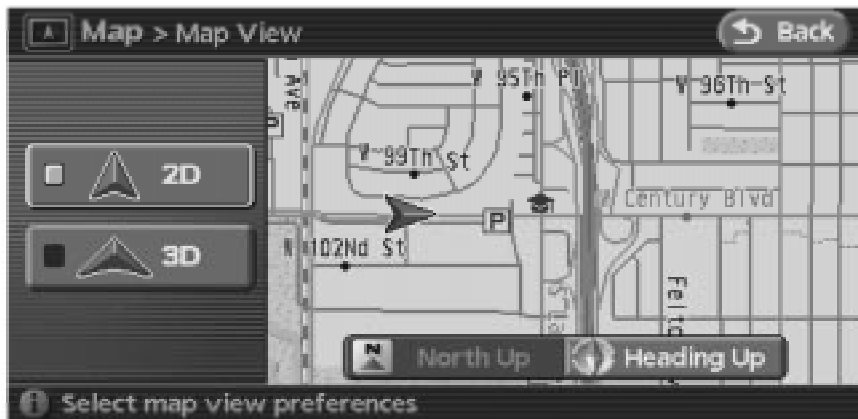 A Map > Map View
Back
Ave
W 95Th Pl
W 96Th St
W 99Th St
2D
W Century Blvd
P
3D
W 102Nd St
N North Up
Heading Up
Select map view preferences